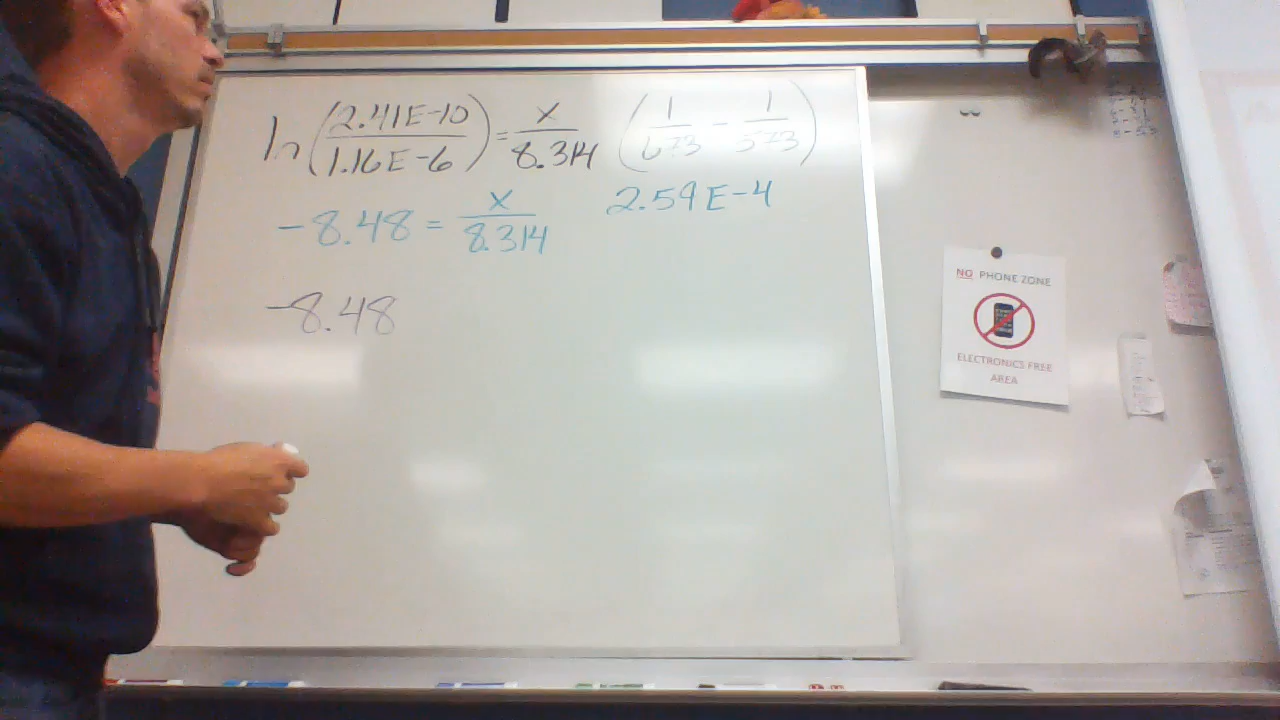 ln(2.41E-10/1.16E-6) = x/8.314 (1/673 - 1/573)
-8.48 = x/8.314 2.59E-4
-8.48
NO PHONE ZONE
ELECTRONICS FREE
AREA